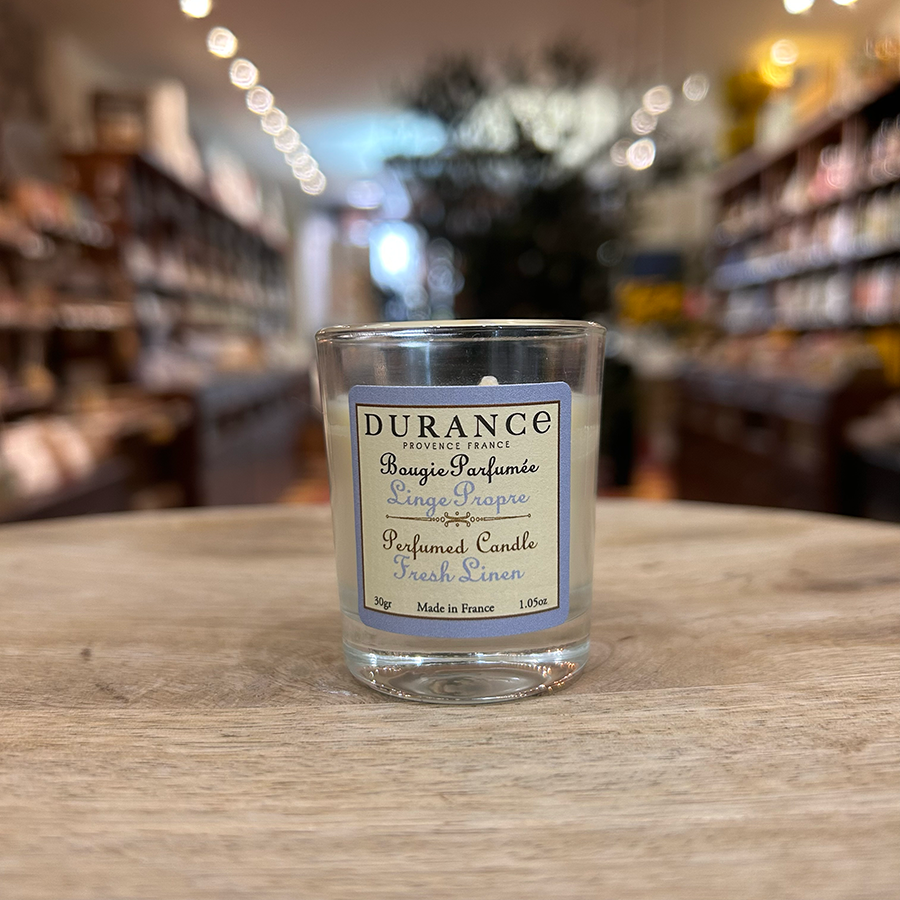 DURANCE
PROVENCE FRANCE
Bougie Parfumée
Linge Propre
Perfumed Candle
Fresh Linen
30gr Made in France 1.05oz